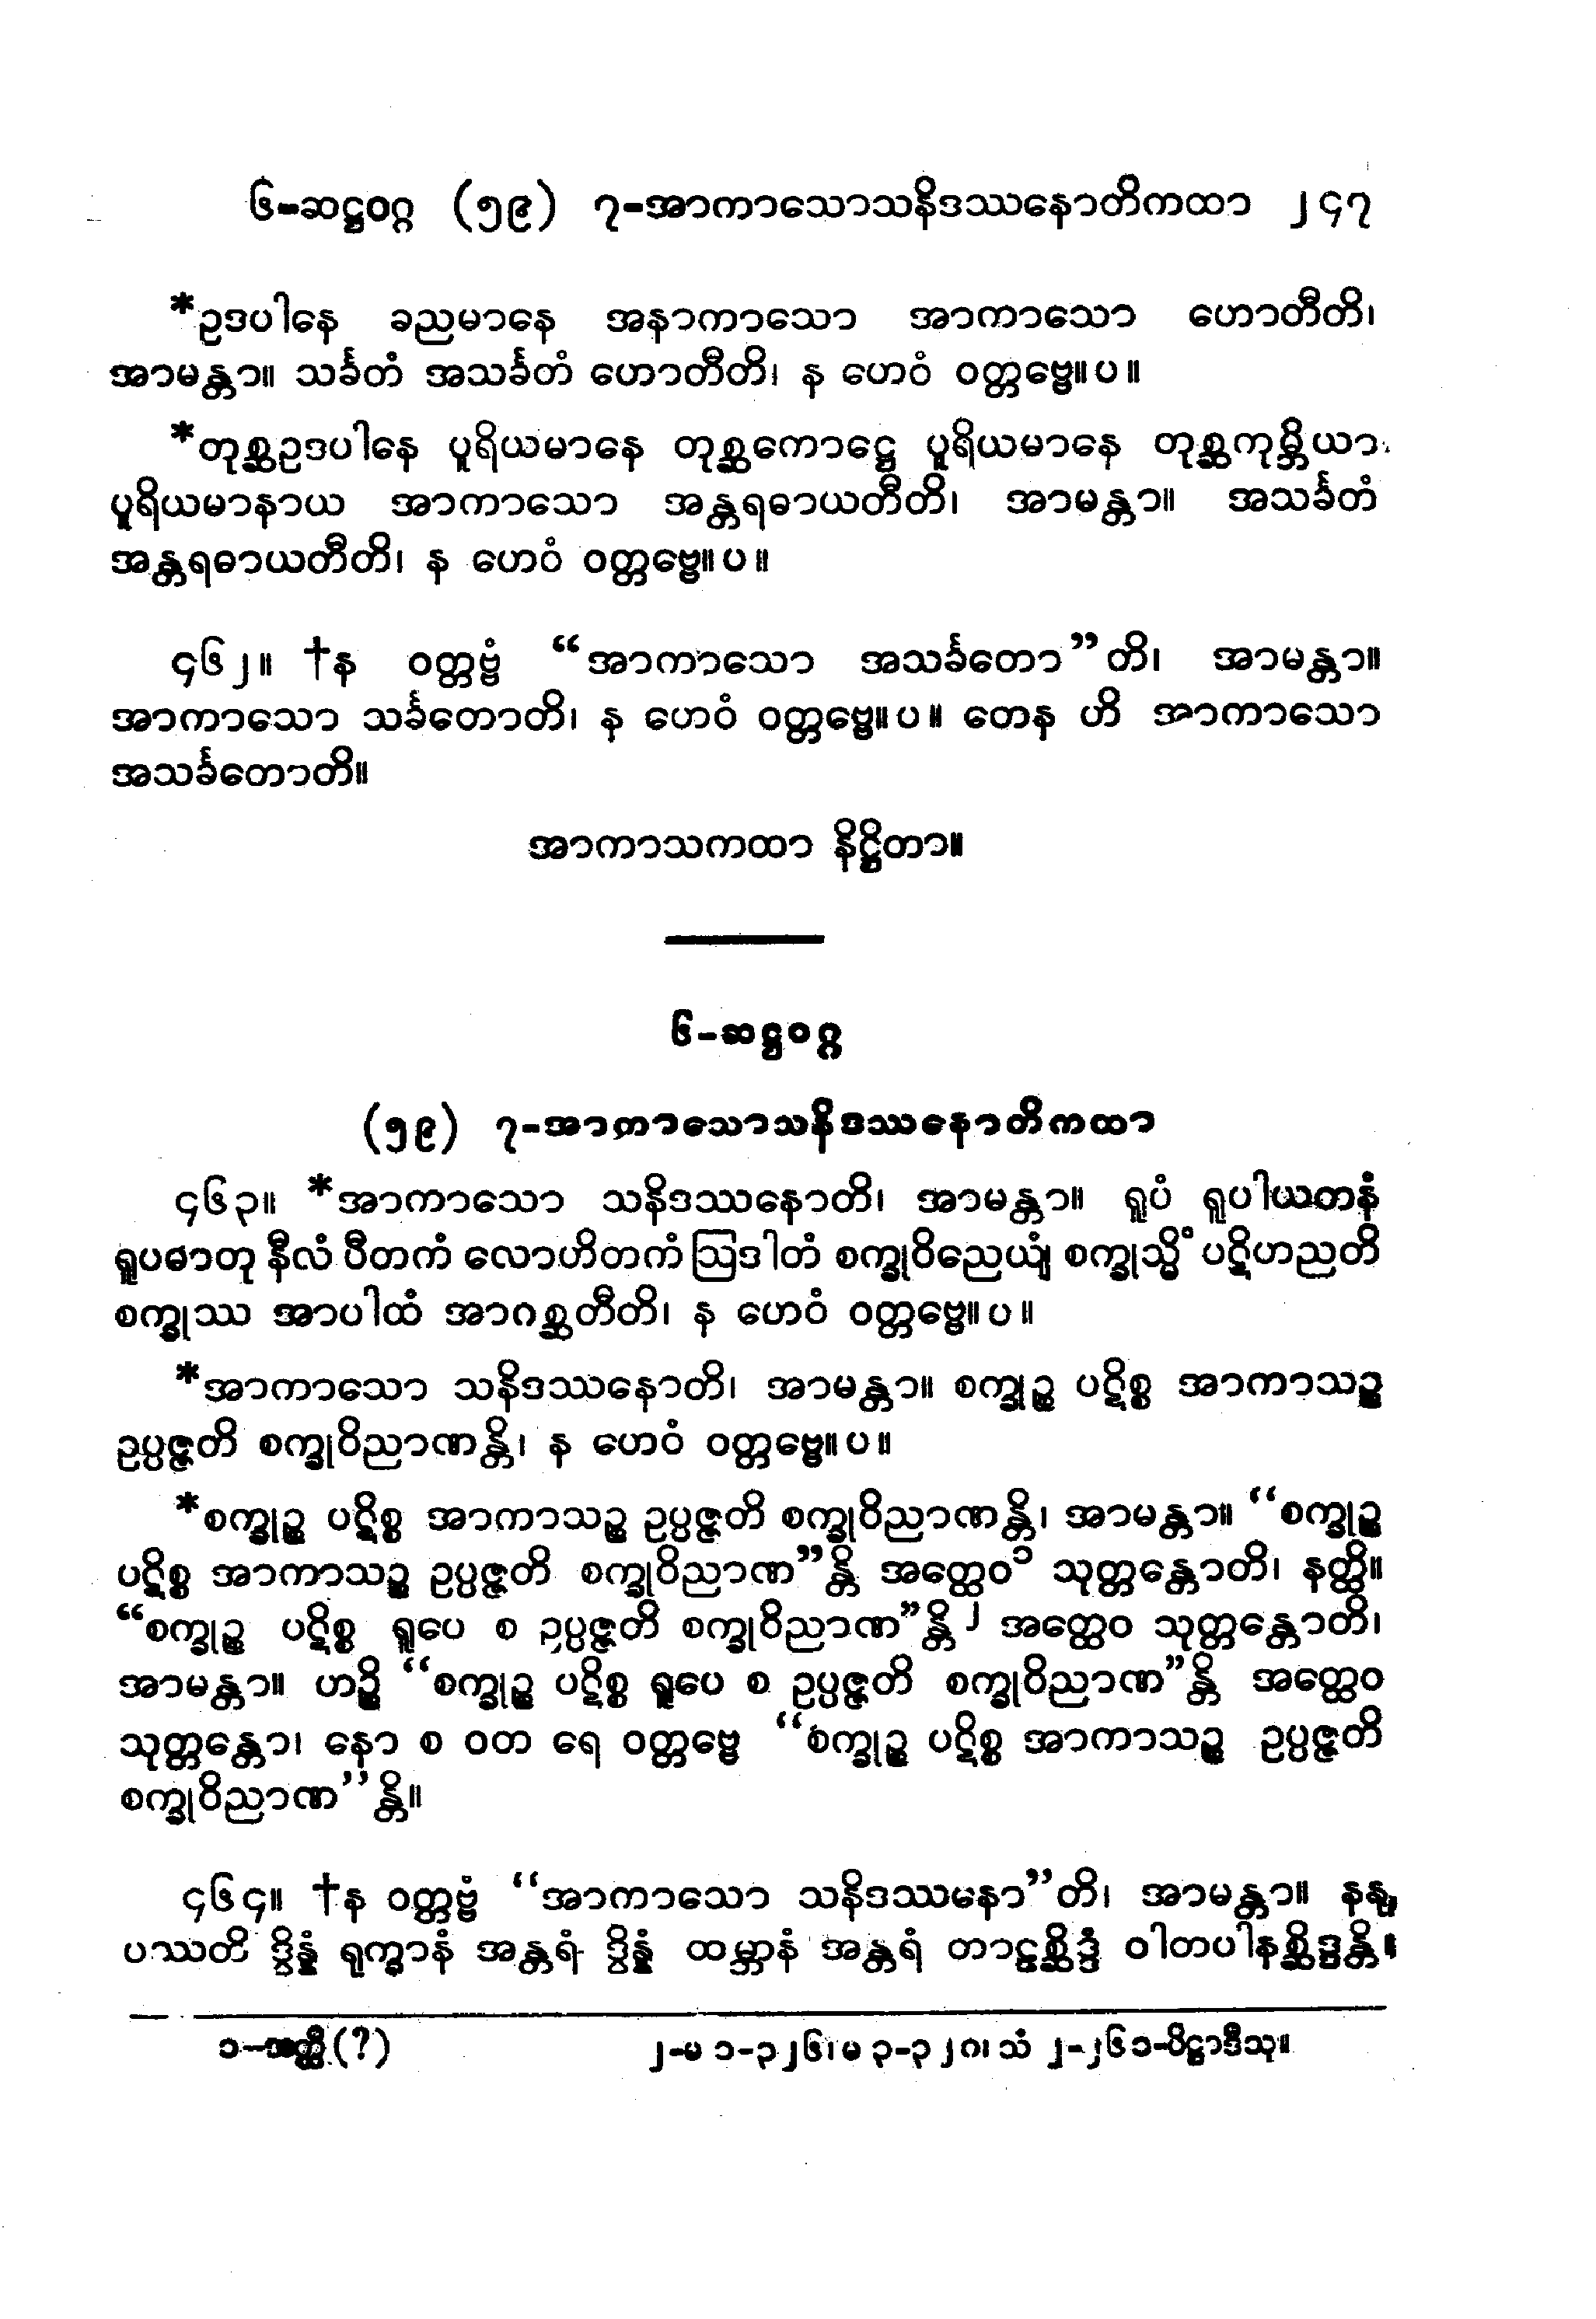 ၆-ဆဋ္ဌဝဂ္ဂ (၅၉) ၇-အာကာသောသနိဒဿနောတိကထာ ၂၄၇
*ဥဒပါနေ ခညမာနေ အနာကာသော အာကာသော ဟောတီတိ၊
အာမန္တာ။ သင်္ခတံ အသင်္ခတံ ဟောတီတိ၊ န ဟေဝံ ဝတ္တဗ္ဗေ။ပ။
*တုစ္ဆဥဒပါနေ ပူရိယမာနေ တုစ္ဆကောဋ္ဌေ ပူရိယမာနေ တုစ္ဆကုမ္ဘိယာ
ပူရိယမာနာယ အာကာသော အန္တရဓာယတီတိ၊ အာမန္တာ။ အသင်္ခတံ
အန္တရဓာယတီတိ၊ န ဟေဝံ ဝတ္တဗ္ဗေ။ပ။
၄၆၂။ †န ဝတ္တဗ္ဗံ “အာကာသော အသင်္ခတော”တိ၊ အာမန္တာ။
အာကာသော သင်္ခတောတိ၊ န ဟေဝံ ဝတ္တဗ္ဗေ။ပ။ တေန ဟိ အာကာသော
အသင်္ခတောတိ။
အာကာသကထာ နိဋ္ဌိတာ။
၆-ဆဋ္ဌဝဂ္ဂ
(၅၉) ၇-အာကာသောသနိဒဿနောတိကထာ
၄၆၃။ *အာကာသော သနိဒဿနောတိ၊ အာမန္တာ။ ရူပံ ရူပါယတနံ
ရူပဓာတု နီလံ ပီတကံ လောဟိတကံ ဩဒါတံ စက္ခုဝိညေယျံ စက္ခုသ္မိံ ပဋိဟညတိ
စက္ခုဿ အာပါထံ အာဂစ္ဆတီတိ၊ န ဟေဝံ ဝတ္တဗ္ဗေ။ပ။
*အာကာသော သနိဒဿနောတိ၊ အာမန္တာ။ စက္ခုဉ္စ ပဋိစ္စ အာကာသဉ္စ
ဥပ္ပဇ္ဇတိ စက္ခုဝိညာဏန္တိ၊ န ဟေဝံ ဝတ္တဗ္ဗေ။ပ။
*စက္ခုဉ္စ ပဋိစ္စ အာကာသဉ္စ ဥပ္ပဇ္ဇတိ စက္ခုဝိညာဏန္တိ၊ အာမန္တာ။ “စက္ခုဉ္စ
ပဋိစ္စ အာကာသဉ္စ ဥပ္ပဇ္ဇတိ စက္ခုဝိညာဏ”န္တိ အတ္ထေဝ၁ သုတ္တန္တောတိ၊ နတ္ထိ။
“စက္ခုဉ္စ ပဋိစ္စ ရူပေ စ ဥပ္ပဇ္ဇတိ စက္ခုဝိညာဏ”န္တိ၂ အတ္ထေဝ သုတ္တန္တောတိ၊
အာမန္တာ။ ဟဉ္စိ “စက္ခုဉ္စ ပဋိစ္စ ရူပေ စ ဥပ္ပဇ္ဇတိ စက္ခုဝိညာဏ”န္တိ အတ္ထေဝ
သုတ္တန္တော၊ နော စ ဝတ ရေ ဝတ္တဗ္ဗေ “စက္ခုဉ္စ ပဋိစ္စ အာကာသဉ္စ ဥပ္ပဇ္ဇတိ
စက္ခုဝိညာဏ”န္တိ။
၄၆၄။ †န ဝတ္တဗ္ဗံ “အာကာသော သနိဒဿနော”တိ၊ အာမန္တာ။ နနု
ပဿတိ ဒွိန္နံ ရုက္ခာနံ အန္တရံ ဒွိန္နံ ထမ္ဘာနံ အန္တရံ တာဠစ္ဆိဒ္ဒံ ဝါတပါနစ္ဆိဒ္ဒန္တိ။
၁-အတ္ထိ (?) ၂-မ ၁-၃၂၆၊ မ ၃-၃၂၈၊ သံ ၂-၂၆၁-ပိဋ္ဌာဒီသု။